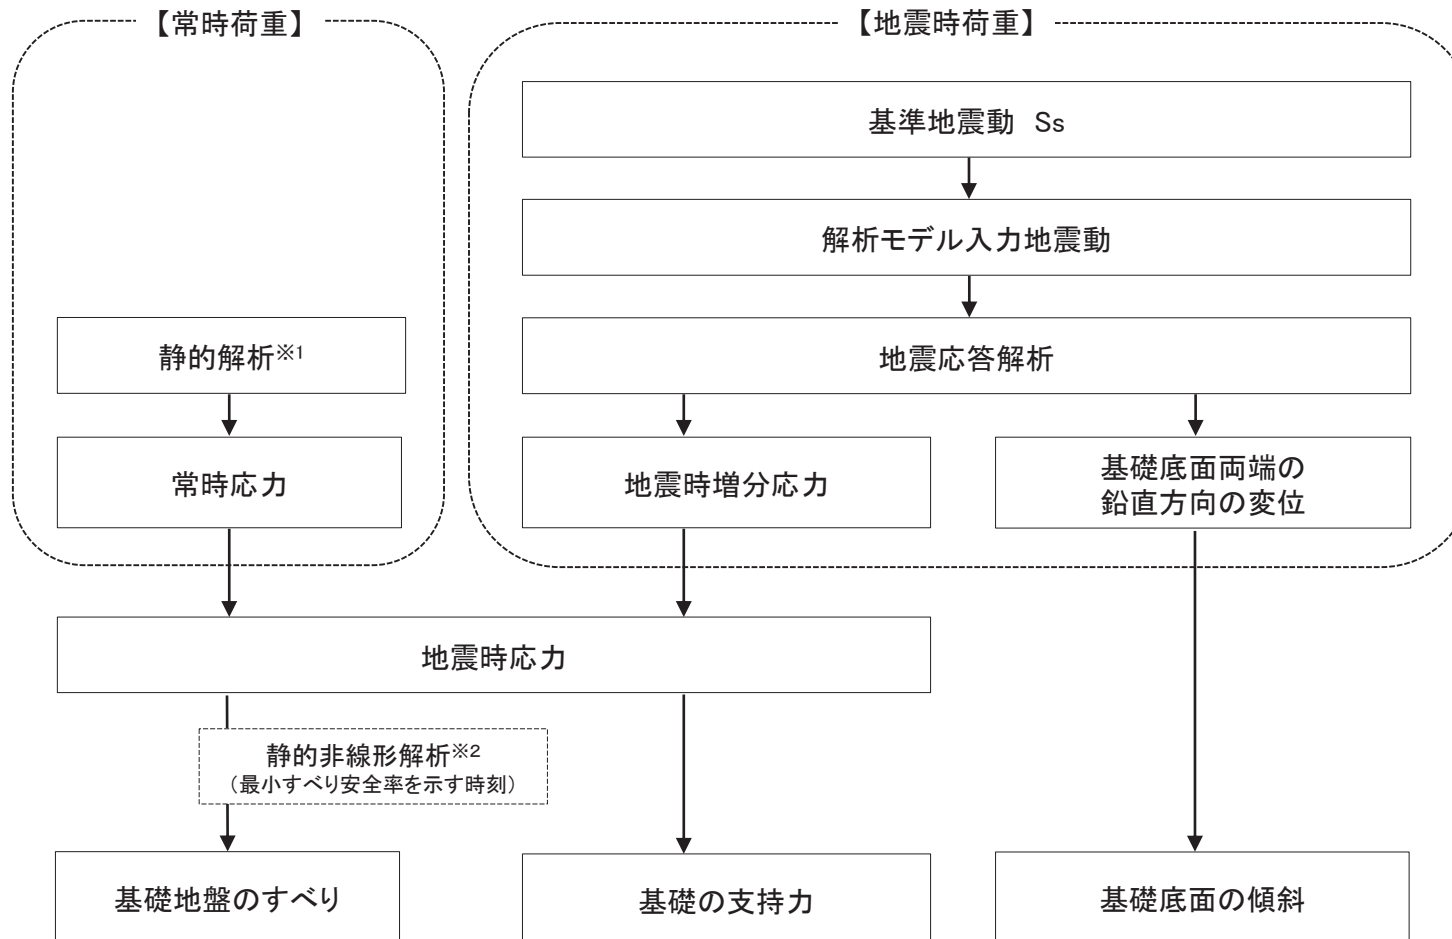 【常時荷重】
【地震時荷重】
基準地震動 Ss
解析モデル入力地震動
静的解析※1
地震応答解析
常時応力
地震時増分応力
基礎底面両端の
鉛直方向の変位
地震時応力
静的非線形解析※2
（最小すべり安全率を示す時刻）
基礎地盤のすべり
基礎の支持力
基礎底面の傾斜